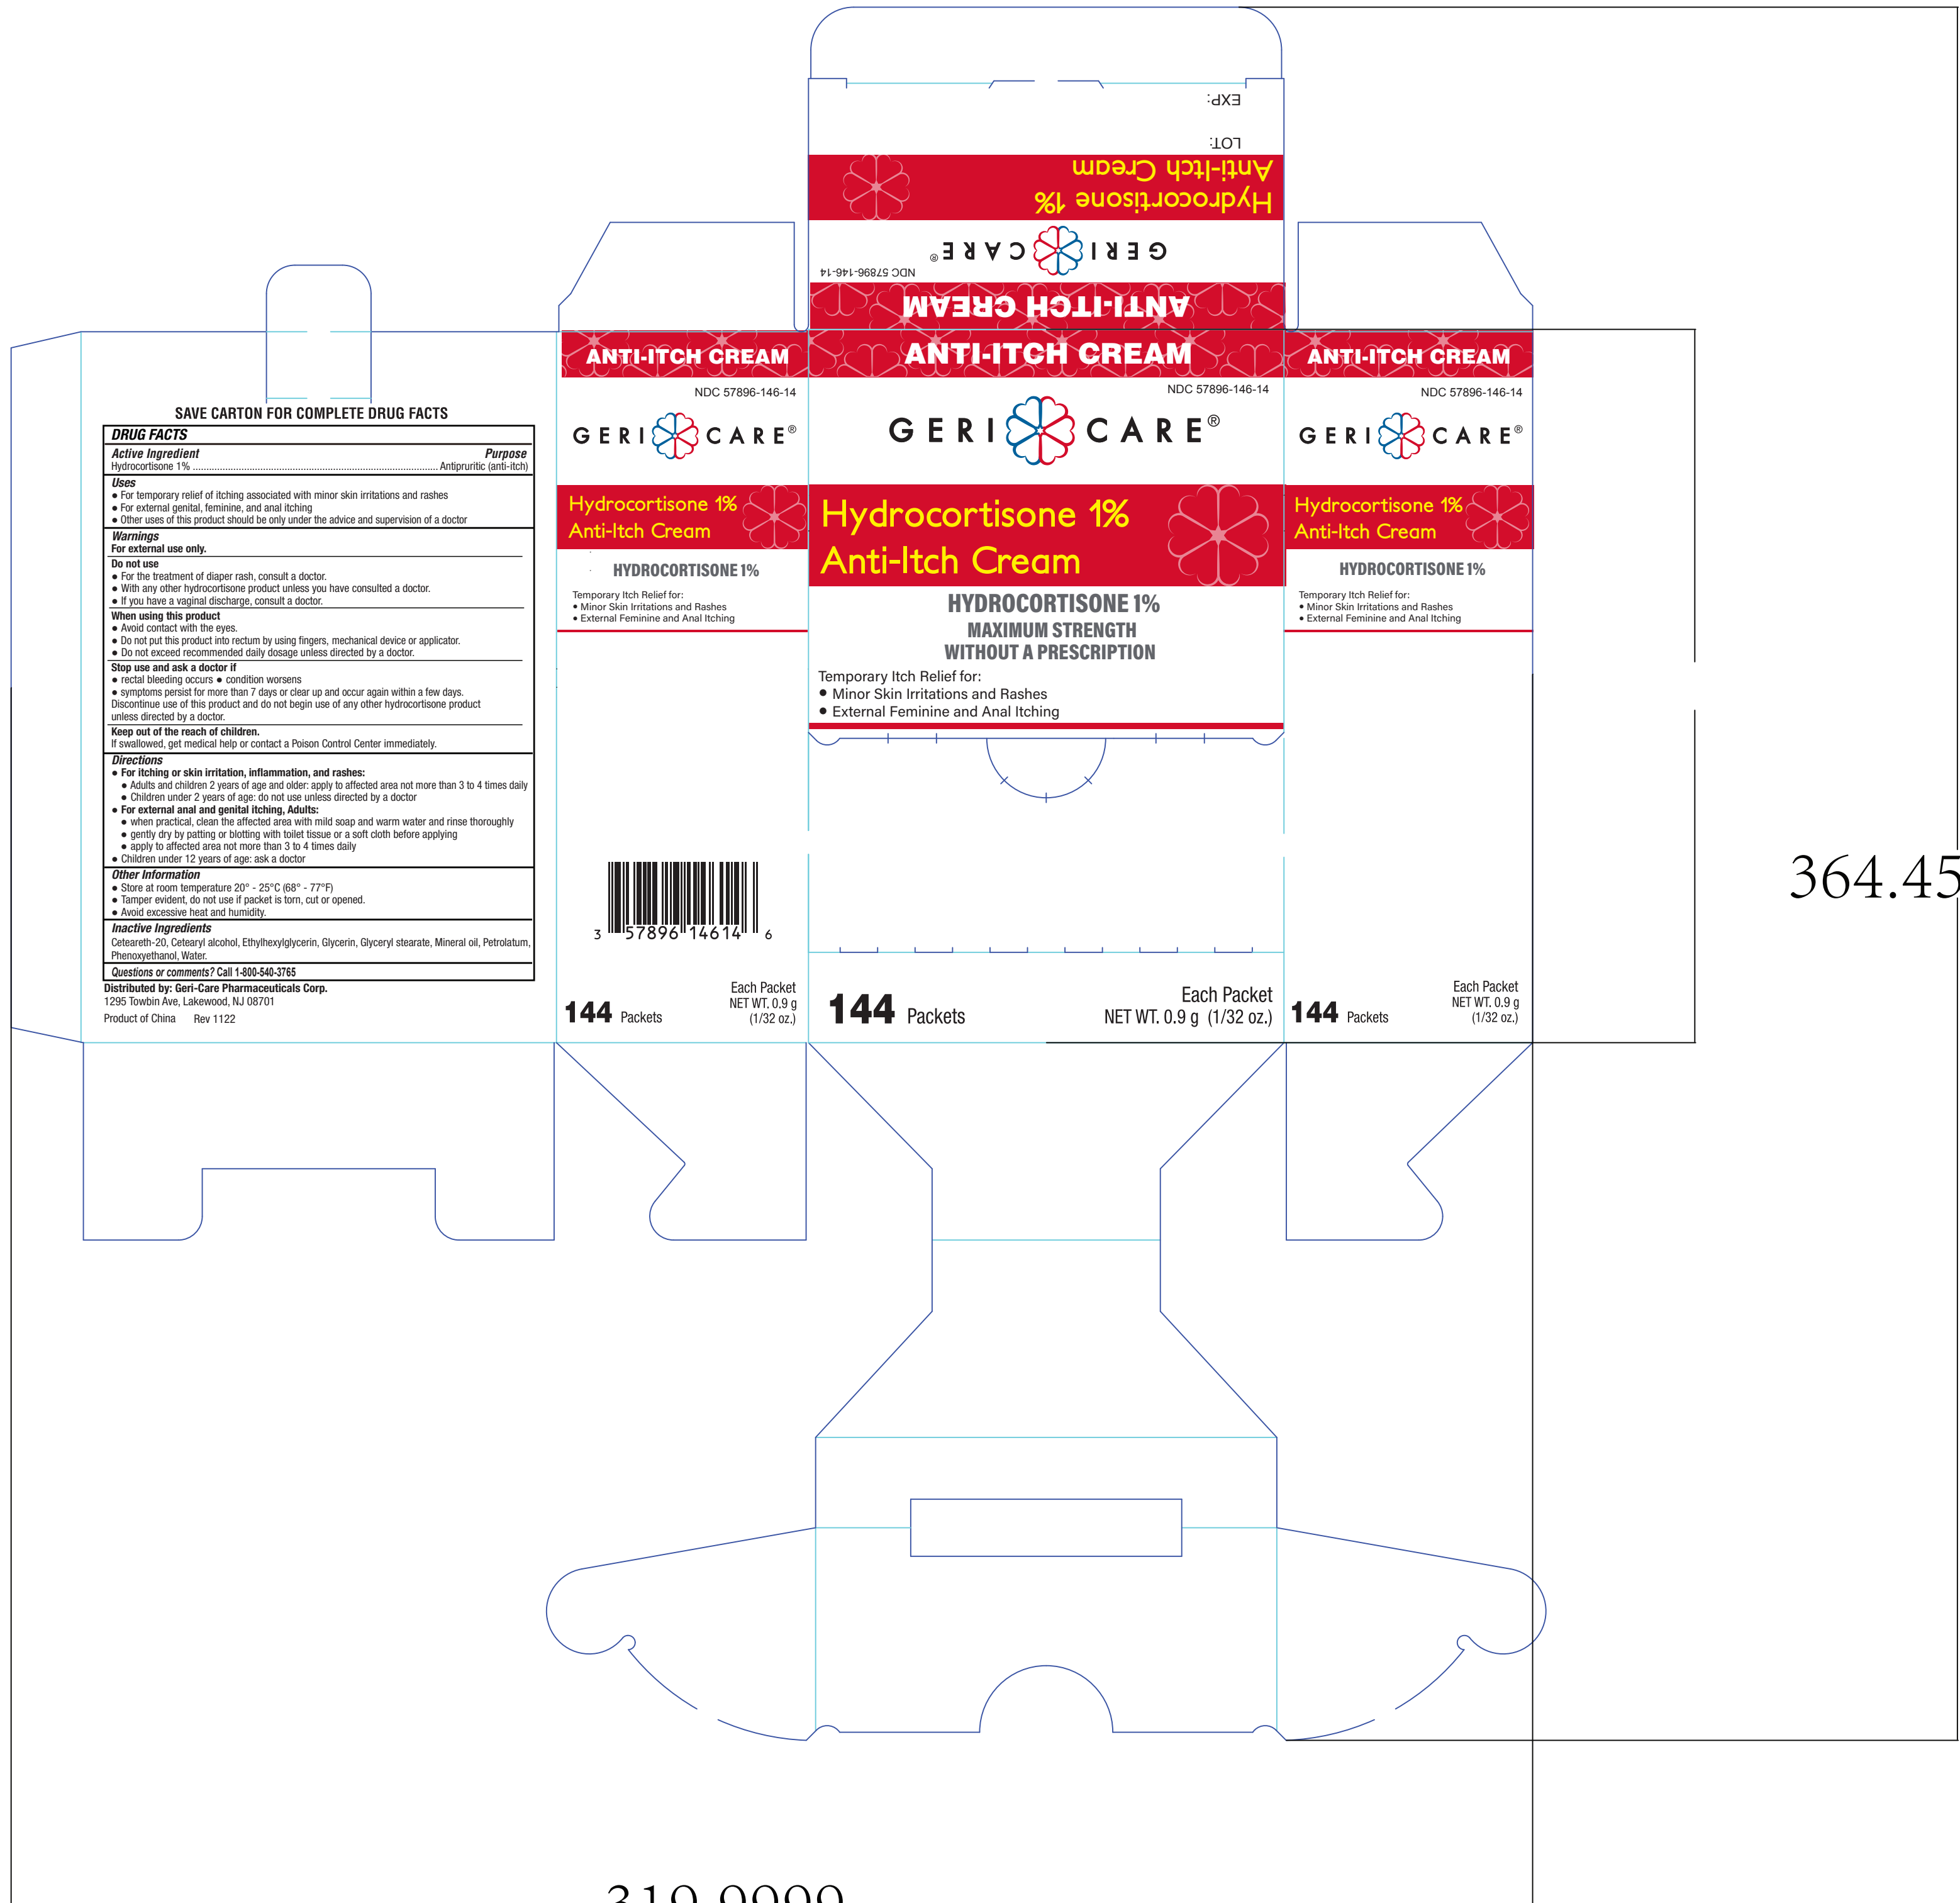 EXP:
LOT:
Hydrocortisone 1%
Anti-Itch Cream
GERI CARE®
NDC 57896-146-14
ANTI-ITCH CREAM
SAVE CARTON FOR COMPLETE DRUG FACTS
DRUG FACTS
Active Ingredient Purpose
Hydrocortisone 1% ........ Antipruritic (anti-itch)
Uses
● For temporary relief of itching associated with minor skin irritations and rashes
● For external genital, feminine, and anal itching
● Other uses of this product should be only under the advice and supervision of a doctor
Warnings
For external use only.
Do not use
● For the treatment of diaper rash, consult a doctor.
● With any other hydrocortisone product unless you have consulted a doctor.
● If you have a vaginal discharge, consult a doctor.
When using this product
● Avoid contact with the eyes.
● Do not put this product into rectum by using fingers, mechanical device or applicator.
● Do not exceed recommended daily dosage unless directed by a doctor.
Stop use and ask a doctor if
● rectal bleeding occurs ● condition worsens
● symptoms persist for more than 7 days or clear up and occur again within a few days.
Discontinue use of this product and do not begin use of any other hydrocortisone product
unless directed by a doctor.
Keep out of the reach of children.
If swallowed, get medical help or contact a Poison Control Center immediately.
Directions
● For itching or skin irritation, inflammation, and rashes:
● Adults and children 2 years of age and older: apply to affected area not more than 3 to 4 times daily
● Children under 2 years of age: do not use unless directed by a doctor
● For external anal and genital itching, Adults:
● when practical, clean the affected area with mild soap and warm water and rinse thoroughly
● gently dry by patting or blotting with toilet tissue or a soft cloth before applying
● apply to affected area not more than 3 to 4 times daily
● Children under 12 years of age: ask a doctor
Other Information
● Store at room temperature 20° - 25°C (68° - 77°F)
● Tamper evident, do not use if packet is torn, cut or opened.
● Avoid excessive heat and humidity.
Inactive Ingredients
Ceteareth-20, Cetearyl alcohol, Ethylhexylglycerin, Glycerin, Glyceryl stearate, Mineral oil, Petrolatum,
Phenoxyethanol, Water.
Questions or comments? Call 1-800-540-3765
Distributed by: Geri-Care Pharmaceuticals Corp.
1295 Towbin Ave, Lakewood, NJ 08701
Product of China Rev 1122
ANTI-ITCH CREAM
NDC 57896-146-14
GERI CARE®
Hydrocortisone 1%
Anti-Itch Cream
HYDROCORTISONE 1%
Temporary Itch Relief for:
● Minor Skin Irritations and Rashes
● External Feminine and Anal Itching
3 57896 14614 6
144 Packets
Each Packet
NET WT. 0.9 g
(1/32 oz.)
ANTI-ITCH CREAM
NDC 57896-146-14
GERI CARE®
Hydrocortisone 1%
Anti-Itch Cream
HYDROCORTISONE 1%
MAXIMUM STRENGTH
WITHOUT A PRESCRIPTION
Temporary Itch Relief for:
● Minor Skin Irritations and Rashes
● External Feminine and Anal Itching
144 Packets
Each Packet
NET WT. 0.9 g (1/32 oz.)
ANTI-ITCH CREAM
NDC 57896-146-14
GERI CARE®
Hydrocortisone 1%
Anti-Itch Cream
HYDROCORTISONE 1%
Temporary Itch Relief for:
● Minor Skin Irritations and Rashes
● External Feminine and Anal Itching
144 Packets
Each Packet
NET WT. 0.9 g
(1/32 oz.)
364.45